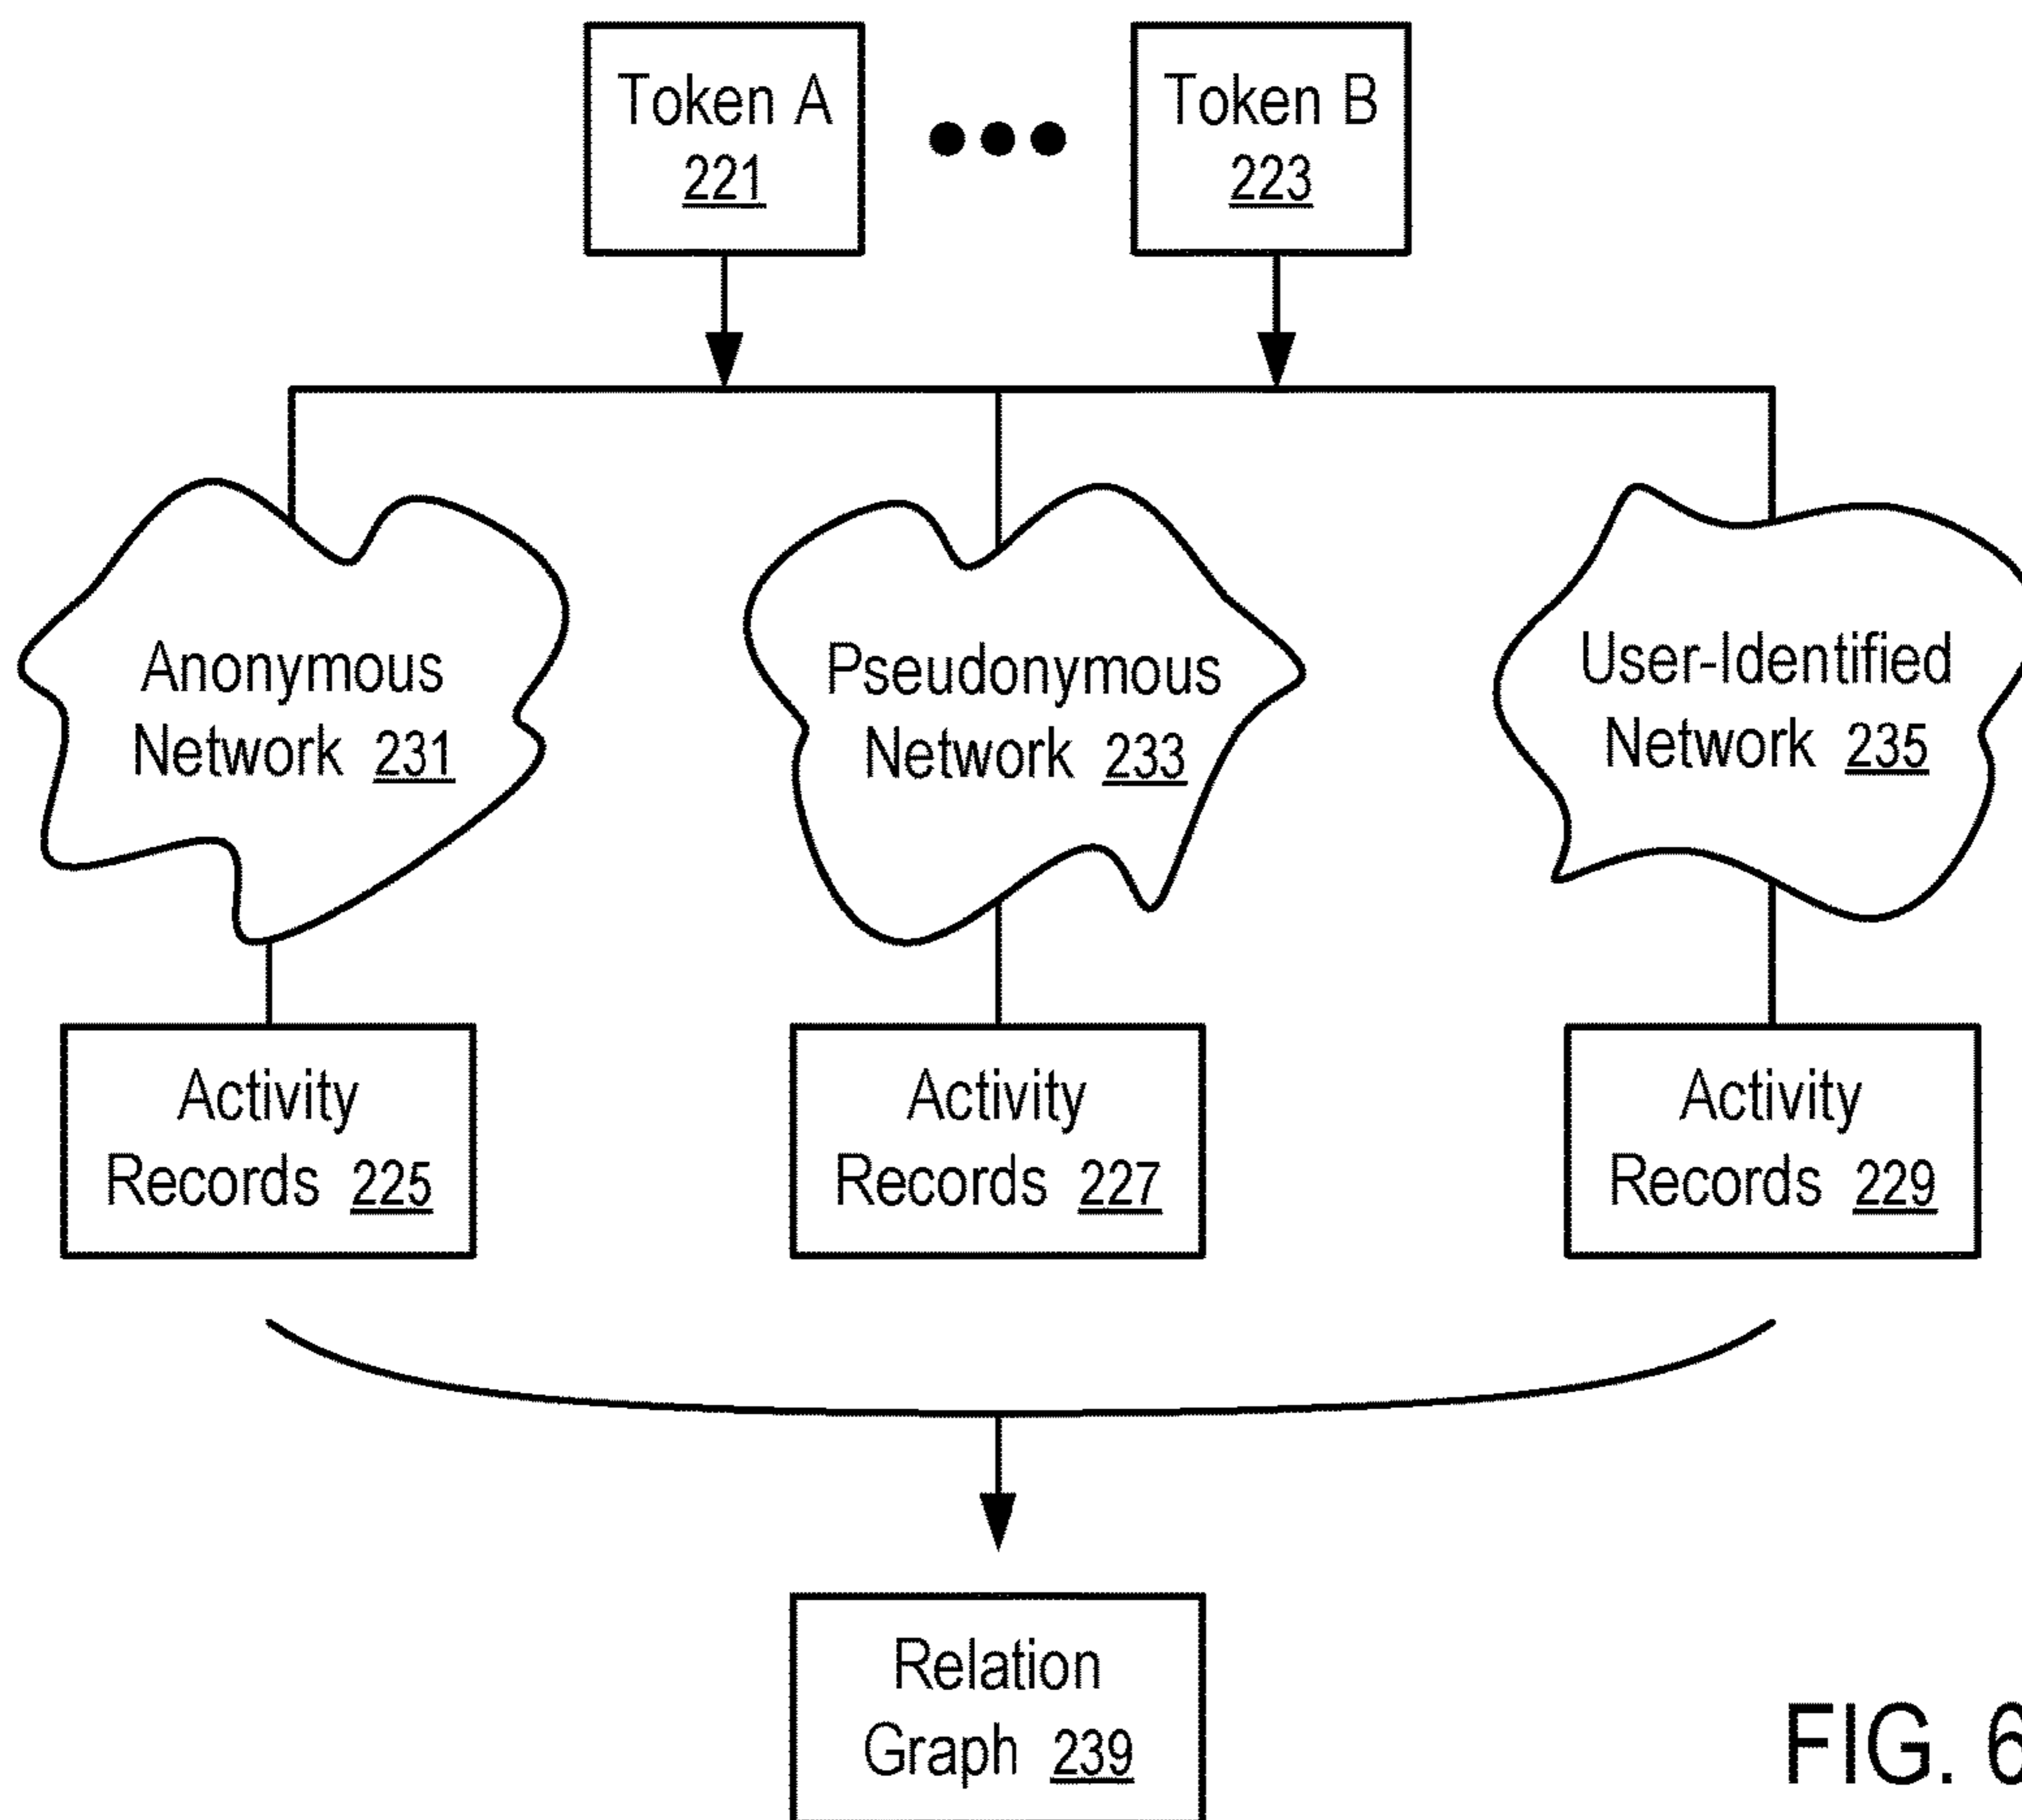 Token A
221
Token B
223
Anonymous
Network 231
Pseudonymous
Network 233
User-Identified
Network 235
Activity
Records 225
Activity
Records 227
Activity
Records 229
Relation
Graph 239
FIG. 6